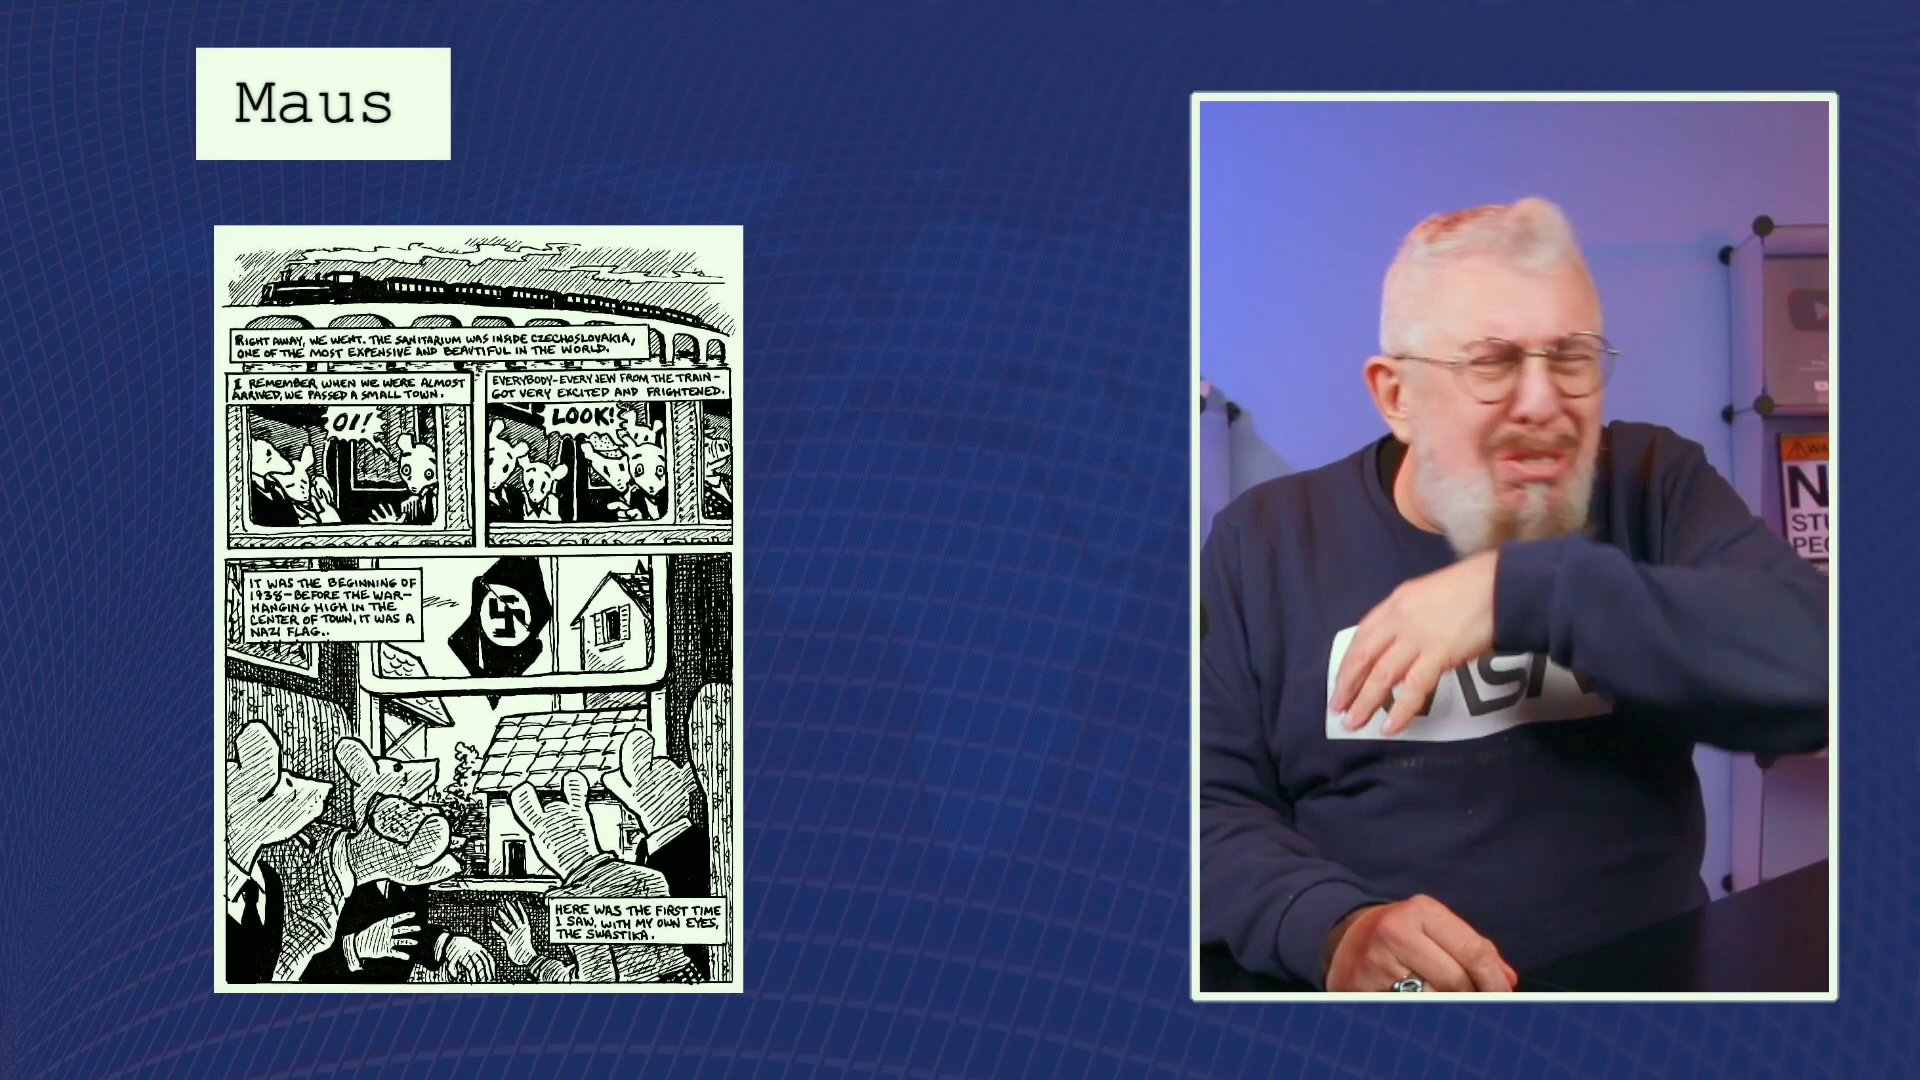 Maus
RIGHT AWAY, WE WENT. THE SANITARIUM WAS INSIDE CZECHOSLOVAKIA,
ONE OF THE MOST EXPENSIVE AND BEAUTIFUL IN THE WORLD.
I REMEMBER WHEN WE WERE ALMOST
ARRIVED, WE PASSED A SMALL TOWN.
OI!
EVERYBODY-EVERY JEW FROM THE TRAIN-
GOT VERY EXCITED AND FRIGHTENED.
LOOK!
IT WAS THE BEGINNING OF
1938-BEFORE THE WAR-
HANGING HIGH IN THE
CENTER OF TOWN, IT WAS A
NAZI FLAG..
HERE WAS THE FIRST TIME
I SAW, WITH MY OWN EYES,
THE SWASTIKA.